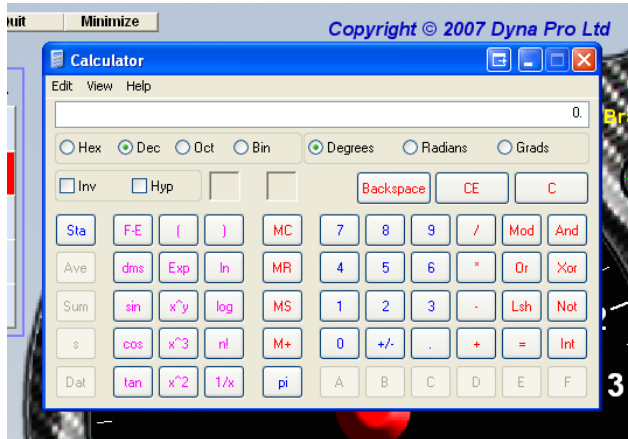 Minimize
Copyright © 2007 Dyna Pro Ltd
Calculator
Edit View Help
0.
Hex Dec Oct Bin Degrees Radians Grads
Inv Hyp Backspace CE C
Sta F-E ( ) MC 7 8 9 / Mod And
Ave dms Exp ln MR 4 5 6 * Or Xor
Sum sin x^y log MS 1 2 3 - Lsh Not
s cos x^3 n! M+ 0 +/- . + = Int
Dat tan x^2 1/x pi A B C D E F
3